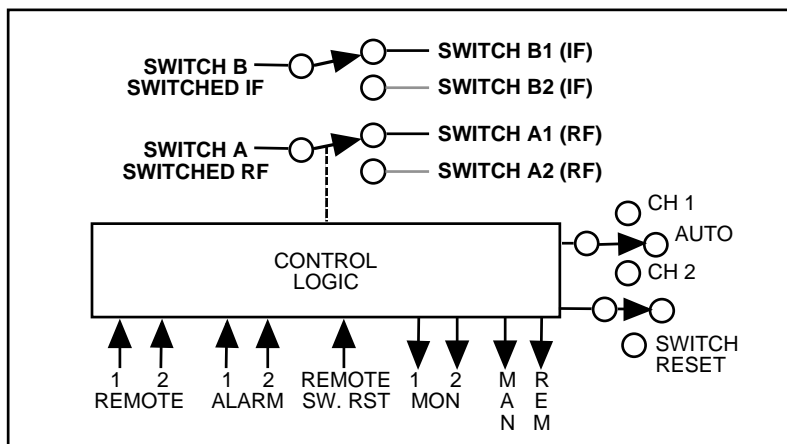 SWITCH B
SWITCHED IF
SWITCH B1 (IF)
SWITCH B2 (IF)
SWITCH A
SWITCHED RF
SWITCH A1 (RF)
SWITCH A2 (RF)
CONTROL
LOGIC
CH 1
AUTO
CH 2
SWITCH
RESET
1 2
REMOTE
1 2
ALARM
REMOTE
SW. RST
1 2
MON
MAN
REM